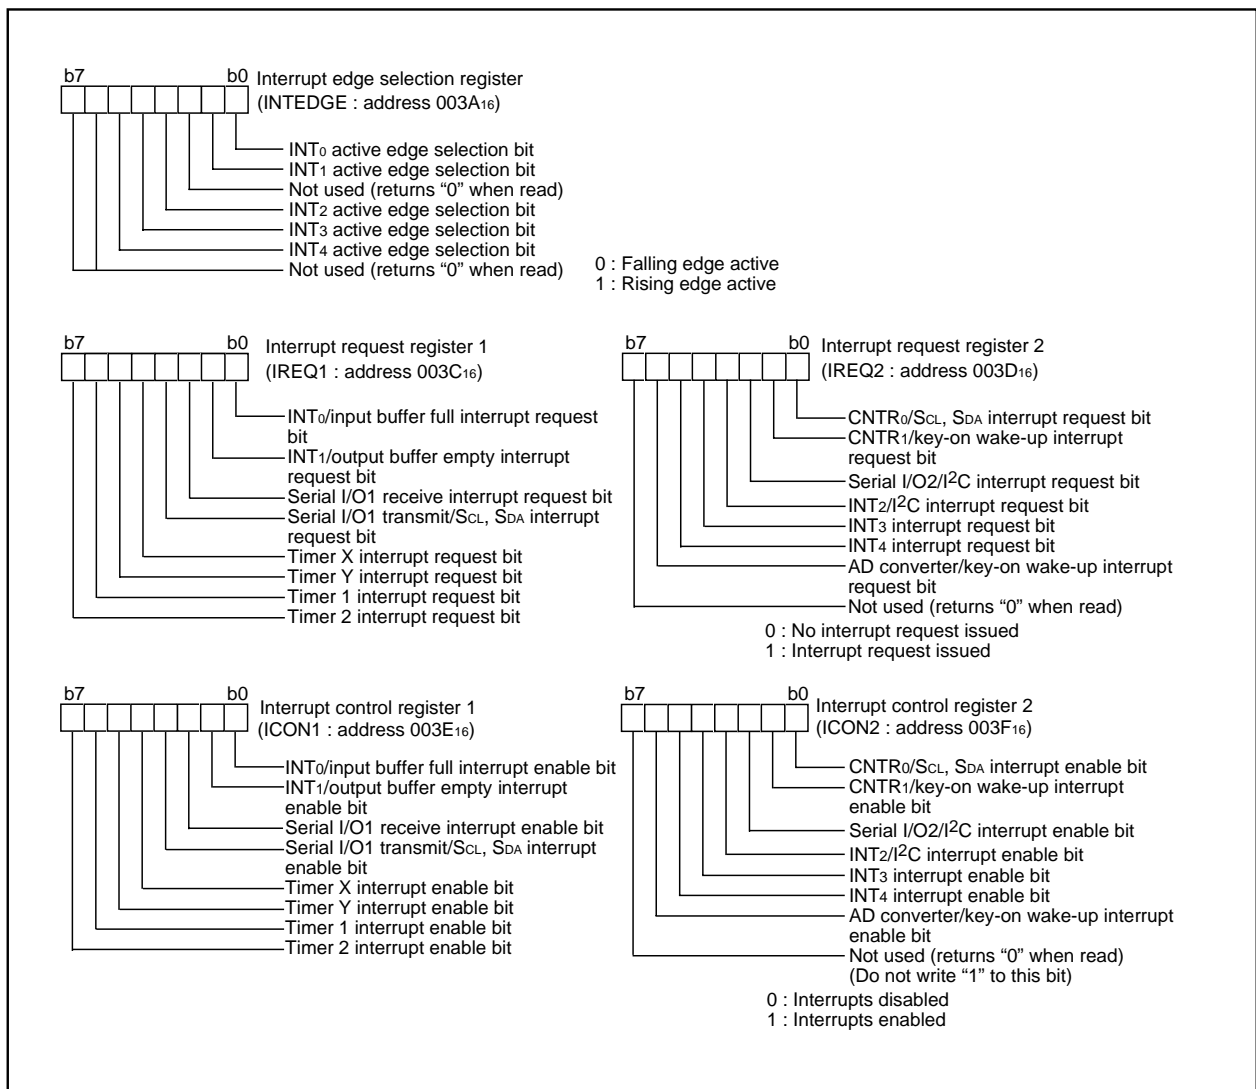 b7 b0 Interrupt edge selection register
(INTEDGE : address 003A16)
INT0 active edge selection bit
INT1 active edge selection bit
Not used (returns “0” when read)
INT2 active edge selection bit
INT3 active edge selection bit
INT4 active edge selection bit
Not used (returns “0” when read)
0 : Falling edge active
1 : Rising edge active
b7 b0 Interrupt request register 1
(IREQ1 : address 003C16)
INT0/input buffer full interrupt request
bit
INT1/output buffer empty interrupt
request bit
Serial I/O1 receive interrupt request bit
Serial I/O1 transmit/SCL, SDA interrupt
request bit
Timer X interrupt request bit
Timer Y interrupt request bit
Timer 1 interrupt request bit
Timer 2 interrupt request bit
b7 b0 Interrupt request register 2
(IREQ2 : address 003D16)
CNTR0/SCL, SDA interrupt request bit
CNTR1/key-on wake-up interrupt
request bit
Serial I/O2/I2C interrupt request bit
INT2/I2C interrupt request bit
INT3 interrupt request bit
INT4 interrupt request bit
AD converter/key-on wake-up interrupt
request bit
Not used (returns “0” when read)
0 : No interrupt request issued
1 : Interrupt request issued
b7 b0 Interrupt control register 1
(ICON1 : address 003E16)
INT0/input buffer full interrupt enable bit
INT1/output buffer empty interrupt
enable bit
Serial I/O1 receive interrupt enable bit
Serial I/O1 transmit/SCL, SDA interrupt
enable bit
Timer X interrupt enable bit
Timer Y interrupt enable bit
Timer 1 interrupt enable bit
Timer 2 interrupt enable bit
b7 b0 Interrupt control register 2
(ICON2 : address 003F16)
CNTR0/SCL, SDA interrupt enable bit
CNTR1/key-on wake-up interrupt
enable bit
Serial I/O2/I2C interrupt enable bit
INT2/I2C interrupt enable bit
INT3 interrupt enable bit
INT4 interrupt enable bit
AD converter/key-on wake-up interrupt
enable bit
Not used (returns “0” when read)
(Do not write “1” to this bit)
0 : Interrupts disabled
1 : Interrupts enabled